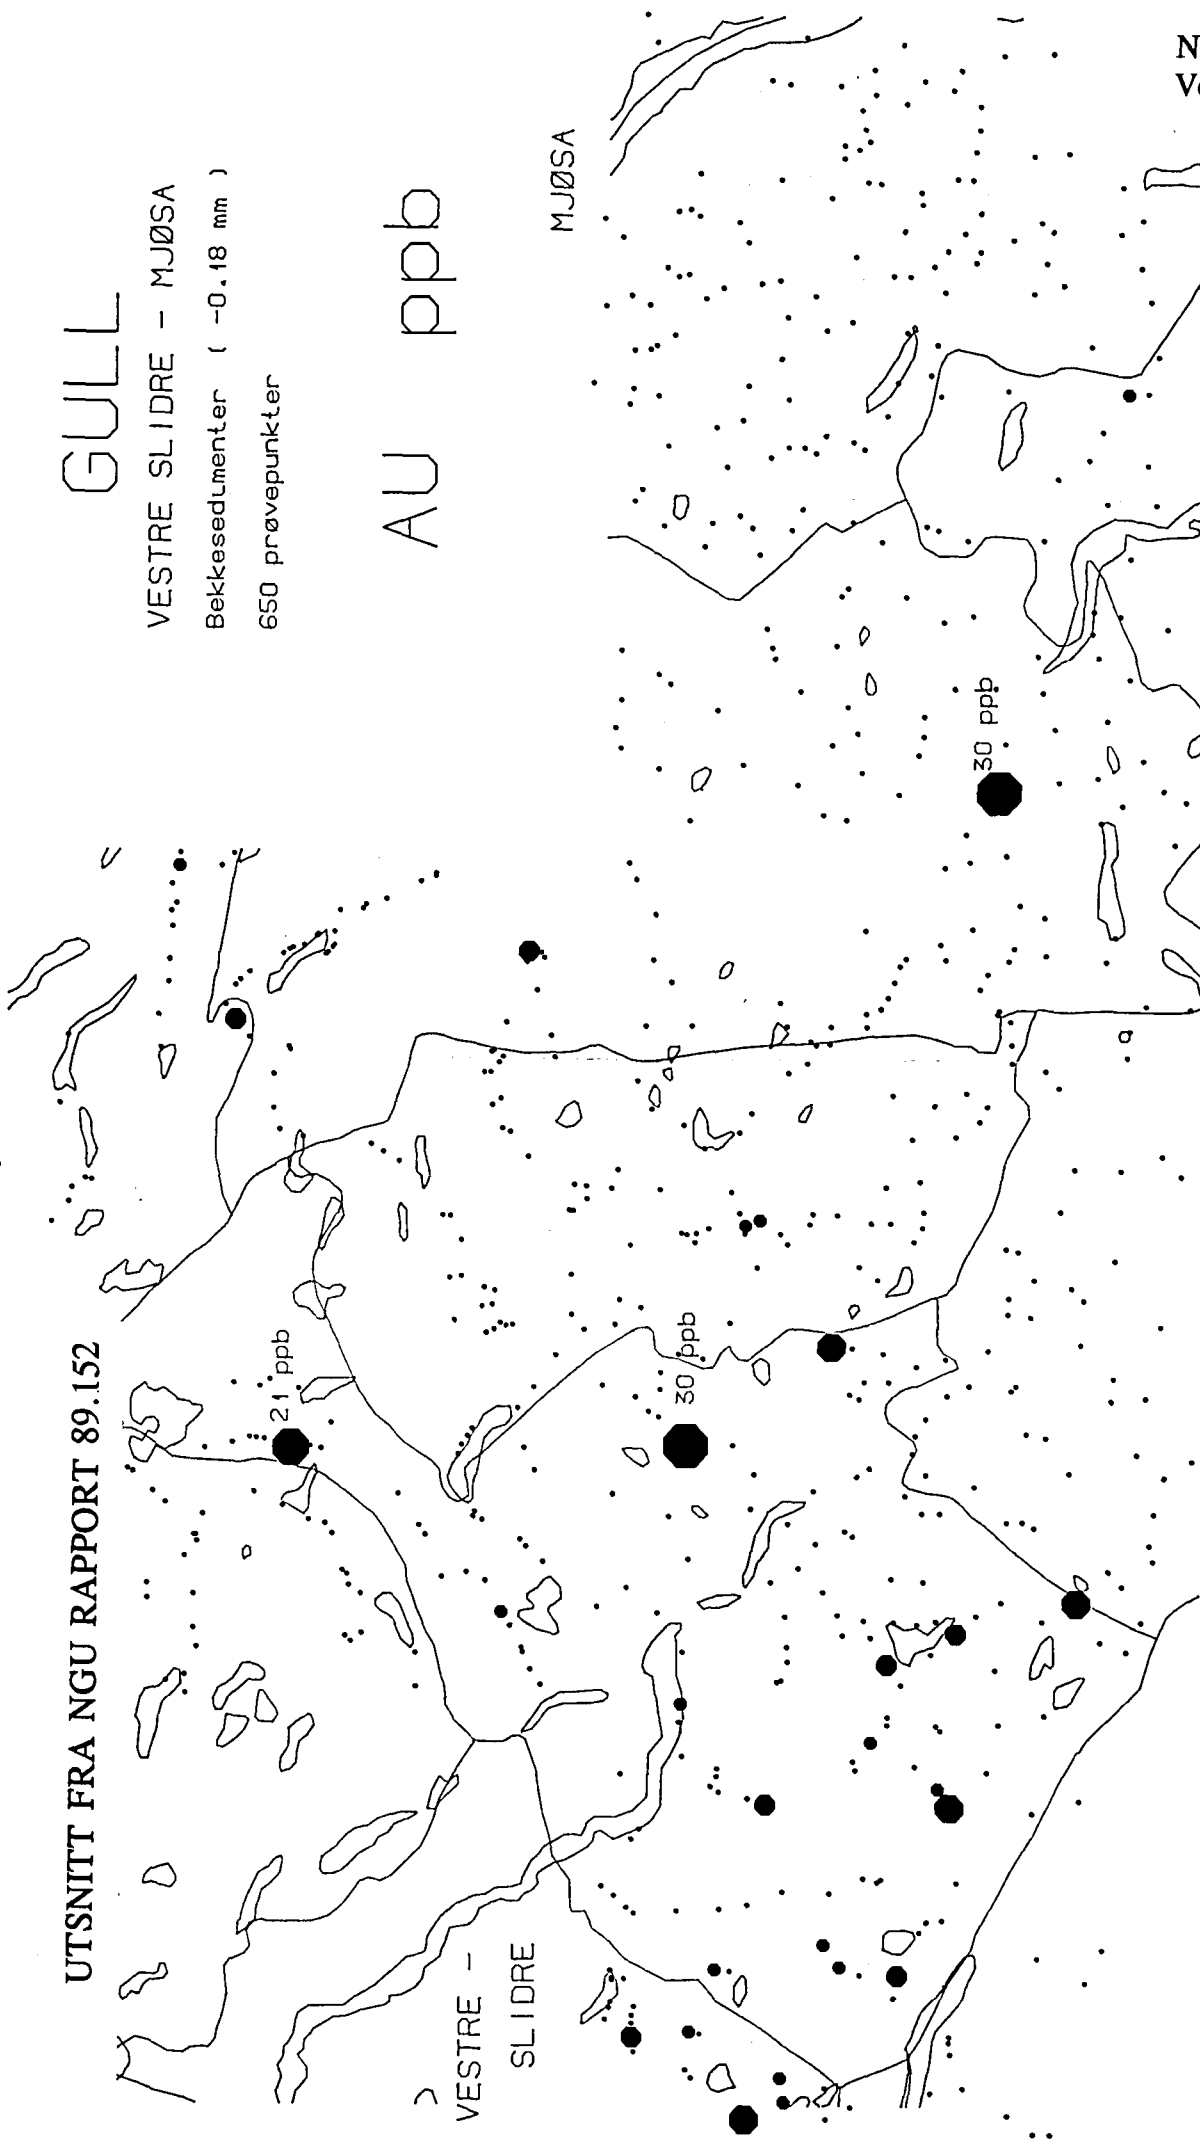 UTSNITT FRA NGU RAPPORT 89.152
GULL
VESTRE SLIDRE - MJØSA
Bekkesedimenter ( -0.18 mm )
650 prøvepunkter
AU ppb
MJØSA
21 ppb
30 ppb
30 ppb
VESTRE -
SLIDRE